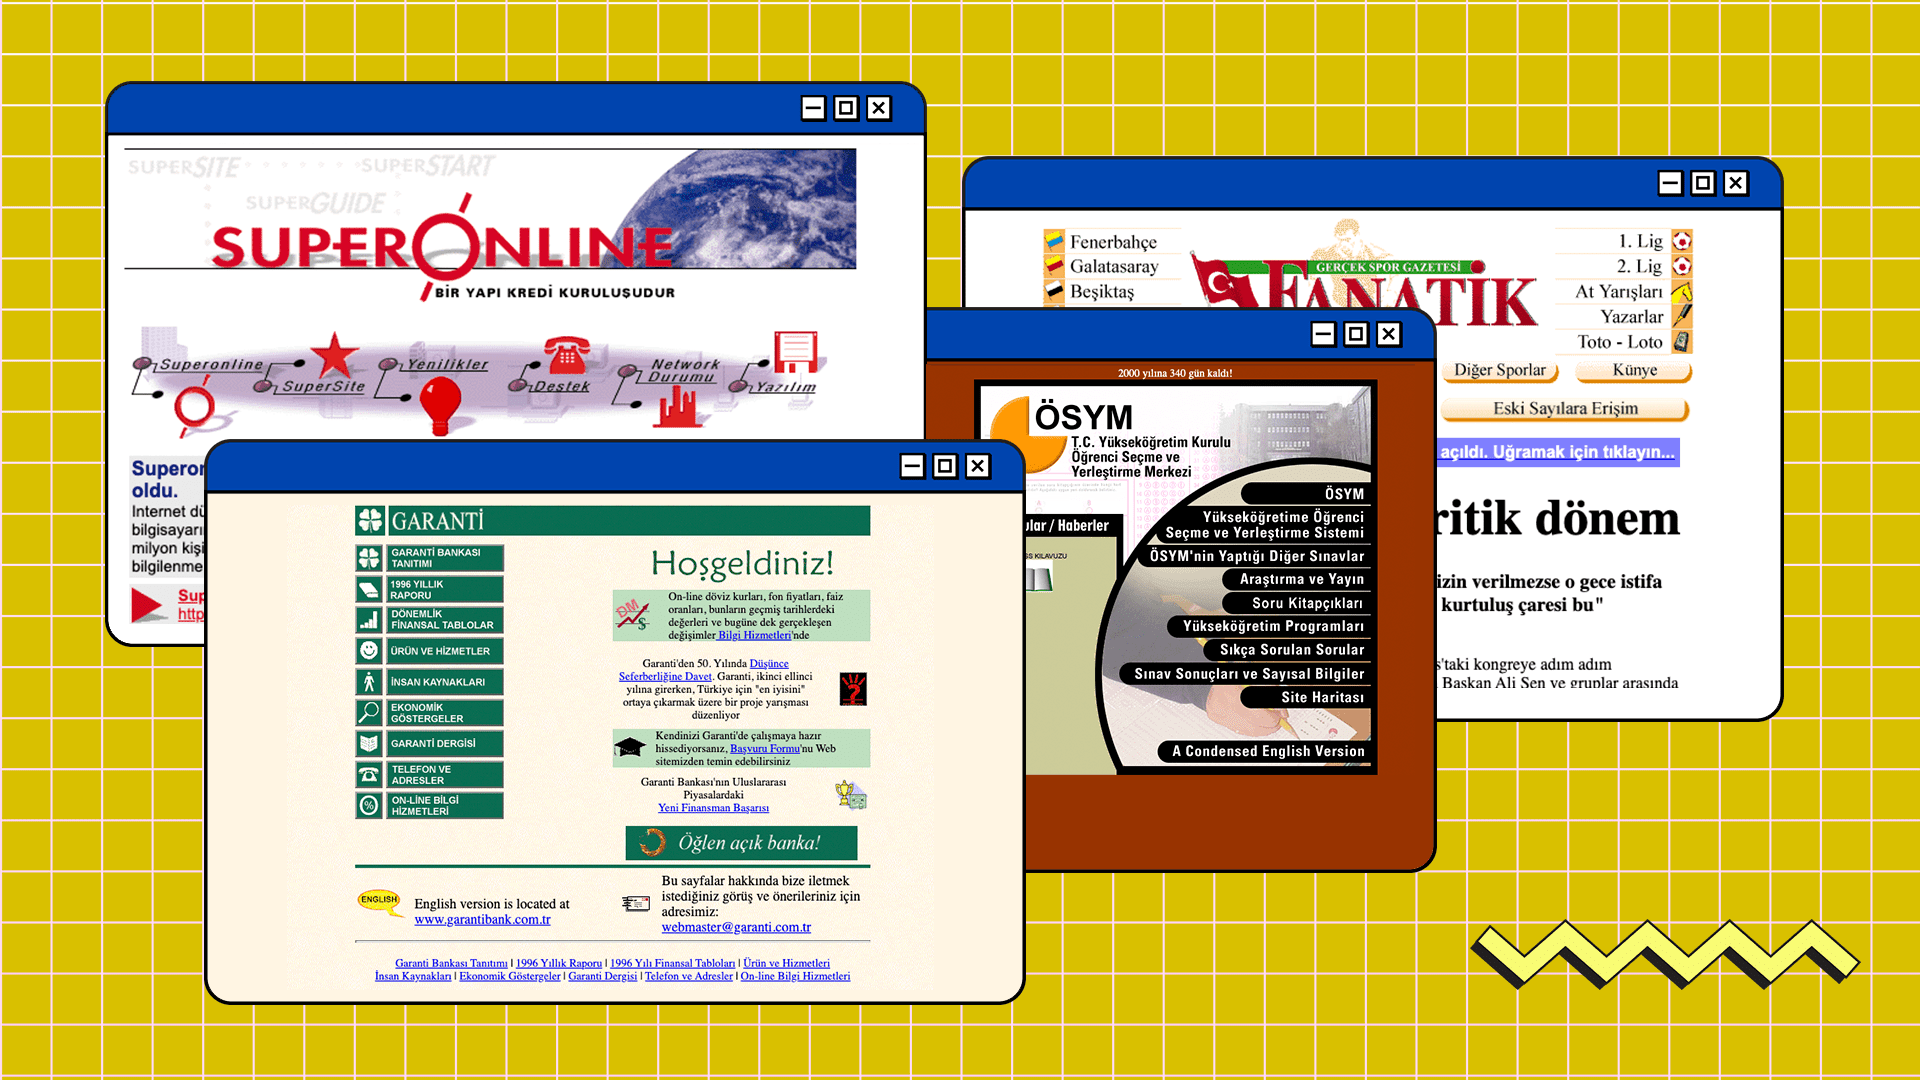 SUPERSITE
SUPERSTART
SUPERGUIDE
SUPERONLINE
BİR YAPI KREDİ KURULUŞUDUR
Superonline
SuperSite
Yenilikler
Destek
Network
Durumu
Yazılım
oldu.
Internet
bilgisayarı
milyon kişi
bilgilenme
Fenerbahçe
Galatasaray
Beşiktaş
GERÇEK SPOR GAZETESİ
FANATİK
1. Lig
2. Lig
At Yarışları
Yazarlar
Toto - Loto
Diğer Sporlar
Künye
Eski Sayılara Erişim
açıldı. Uğramak için tıklayın...
ritik dönem
izin verilmezse o gece istifa
kurtuluş çaresi bu"
s'taki kongreye adım adım
Başkan Ali Şen ve gruplar arasında
2000 yılına 340 gün kaldı!
ÖSYM
T.C. Yükseköğretim Kurulu
Öğrenci Seçme ve
Yerleştirme Merkezi
ular / Haberler
SS KILAVUZU
ÖSYM
Yükseköğretime Öğrenci
Seçme ve Yerleştirme Sistemi
ÖSYM'nin Yaptığı Diğer Sınavlar
Araştırma ve Yayın
Soru Kitapçıkları
Yükseköğretim Programları
Sıkça Sorulan Sorular
Sınav Sonuçları ve Sayısal Bilgiler
Site Haritası
A Condensed English Version
GARANTİ
GARANTİ BANKASI
TANITIMI
1996 YILLIK
RAPORU
DÖNEMLİK
FİNANSAL TABLOLAR
ÜRÜN VE HİZMETLER
İNSAN KAYNAKLARI
EKONOMİK
GÖSTERGELER
GARANTİ DERGİSİ
TELEFON VE
ADRESLER
ON-LİNE BİLGİ
HİZMETLERİ
Hoşgeldiniz!
DM
$
On-line döviz kurları, fon fiyatları, faiz
oranları, bunların geçmiş tarihlerdeki
değerleri ve bugüne dek gerçekleşen
değişimler Bilgi Hizmetleri'nde
Garanti'den 50. Yılında Düşünce
Seferberliğine Davet. Garanti, ikinci ellinci
yılına girerken, Türkiye için "en iyisini"
ortaya çıkarmak üzere bir proje yarışması
düzenliyor
Kendinizi Garanti'de çalışmaya hazır
hissediyorsanız, Başvuru Formu'nu Web
sitemizden temin edebilirsiniz
Garanti Bankası'nın Uluslararası
Piyasalardaki
Yeni Finansman Başarısı
Öğlen açık banka!
ENGLISH
English version is located at
www.garantibank.com.tr
Bu sayfalar hakkında bize iletmek
istediğiniz görüş ve önerileriniz için
adresimiz:
webmaster@garanti.com.tr
Garanti Bankası Tanıtımı | 1996 Yıllık Raporu | 1996 Yılı Finansal Tabloları | Ürün ve Hizmetleri
İnsan Kaynakları | Ekonomik Göstergeler | Garanti Dergisi | Telefon ve Adresler | On-line Bilgi Hizmetleri